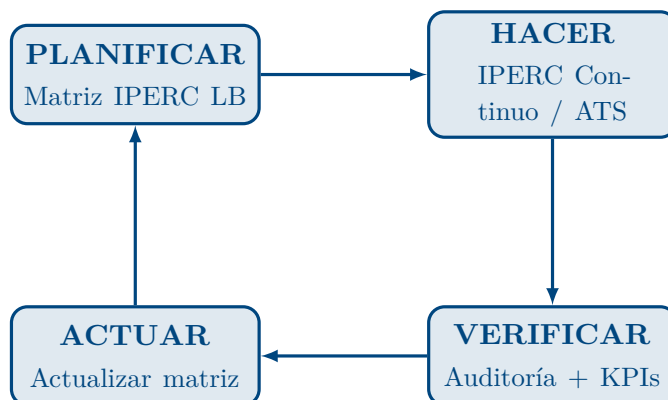 PLANIFICAR
Matriz IPERC LB
HACER
IPERC Con-
tinuo / ATS
ACTUAR
Actualizar matriz
VERIFICAR
Auditoría + KPIs